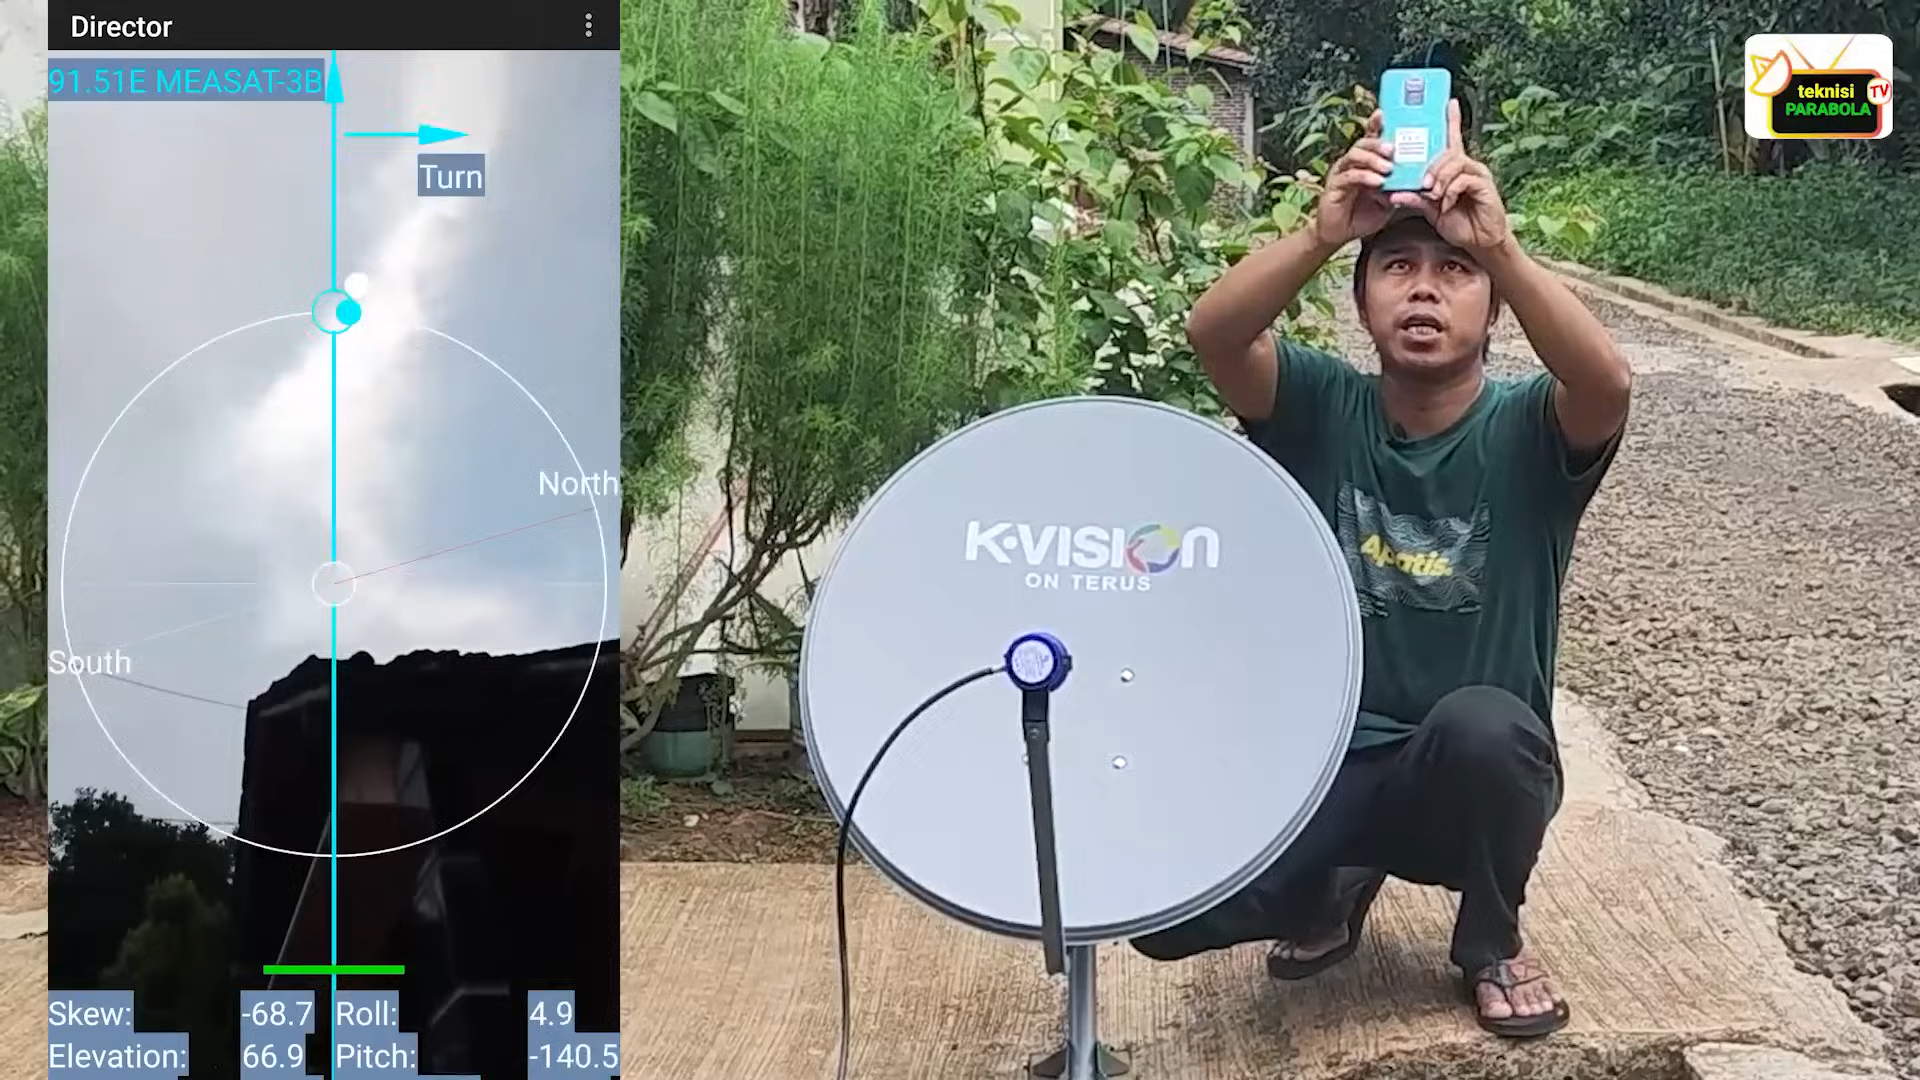 Director
91.51E MEASAT-3B
Turn
North
South
Skew: -68.7 Roll: 4.9
Elevation: 66.9 Pitch: -140.5
teknisi TV
PARABOLA
K-VISION
ON TERUS
Apatis.